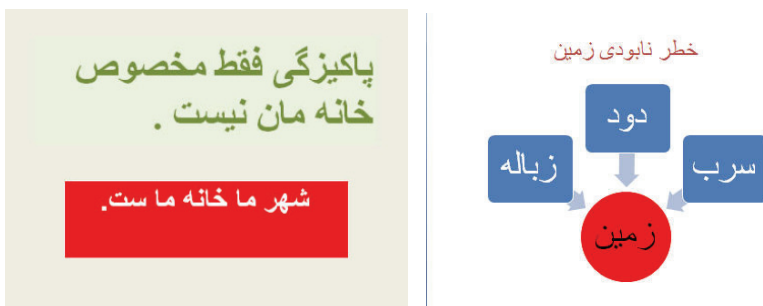 خطر نابودی زمین
دود
سرب
زباله
زمین
پاکیزگی فقط مخصوص
خانه مان نیست .
شهر ما خانه ما ست.